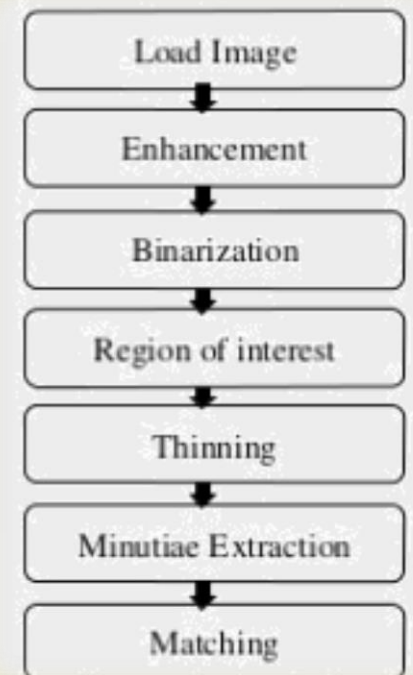 Load Image
Enhancement
Binarization
Region of interest
Thinning
Minutiae Extraction
Matching